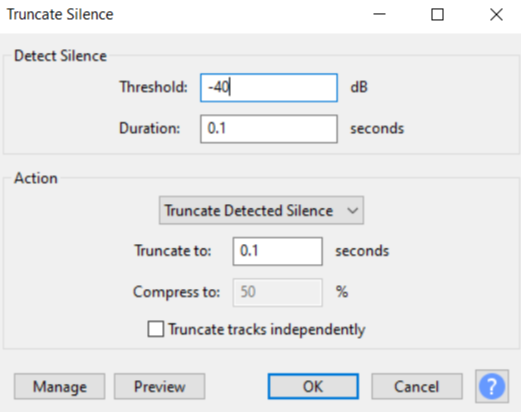 Truncate Silence
Detect Silence
Threshold: -40 dB
Duration: 0.1 seconds
Action
Truncate Detected Silence
Truncate to: 0.1 seconds
Compress to: 50 %
Truncate tracks independently
Manage Preview OK Cancel ?